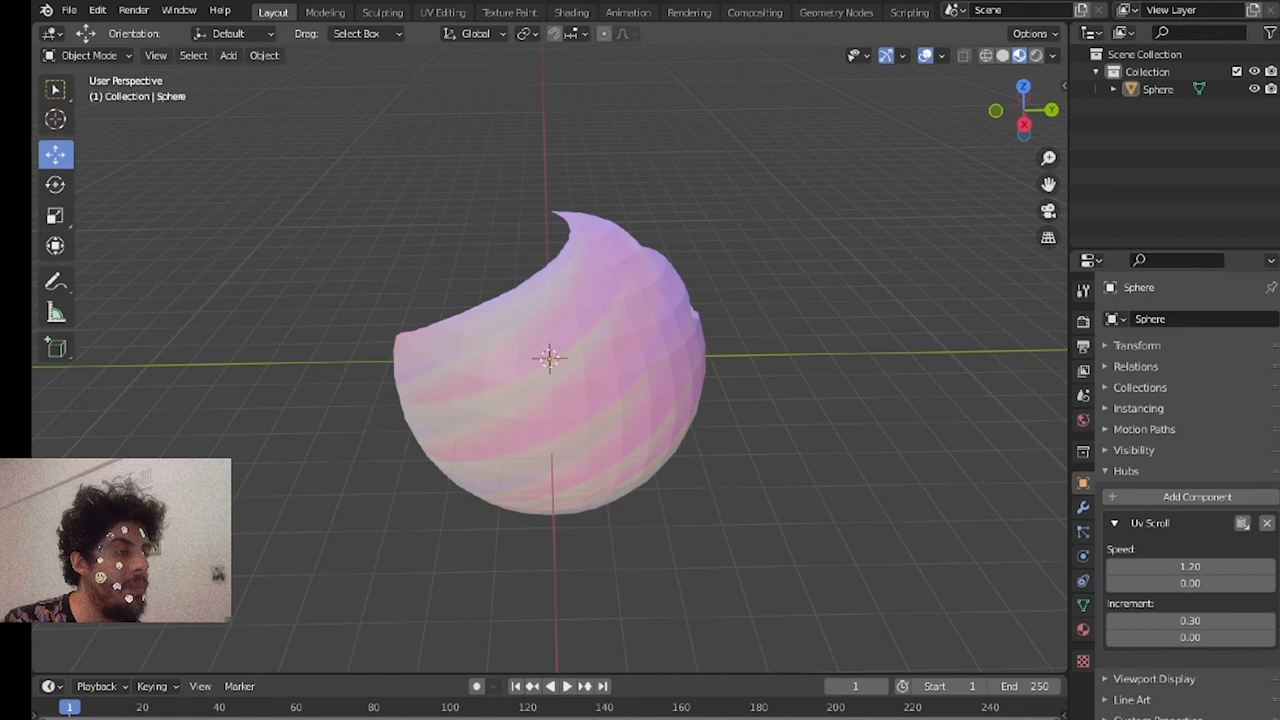 File Edit Render Window Help Layout Modeling Sculpting UV Editing Texture Paint Shading Animation Rendering Compositing Geometry Nodes Scripting Scene View Layer
Orientation: Default Drag: Select Box Global Options
Object Mode View Select Add Object
User Perspective
(1) Collection | Sphere
Z
Y
X
Scene Collection
Collection
Sphere
Sphere
Sphere
Transform
Relations
Collections
Instancing
Motion Paths
Visibility
Hubs
Add Component
Uv Scroll
Speed:
1.20
0.00
Increment:
0.30
0.00
Viewport Display
Line Art
Playback Keying View Marker 1 Start 1 End 250
1 20 40 60 80 100 120 140 160 180 200 220 240